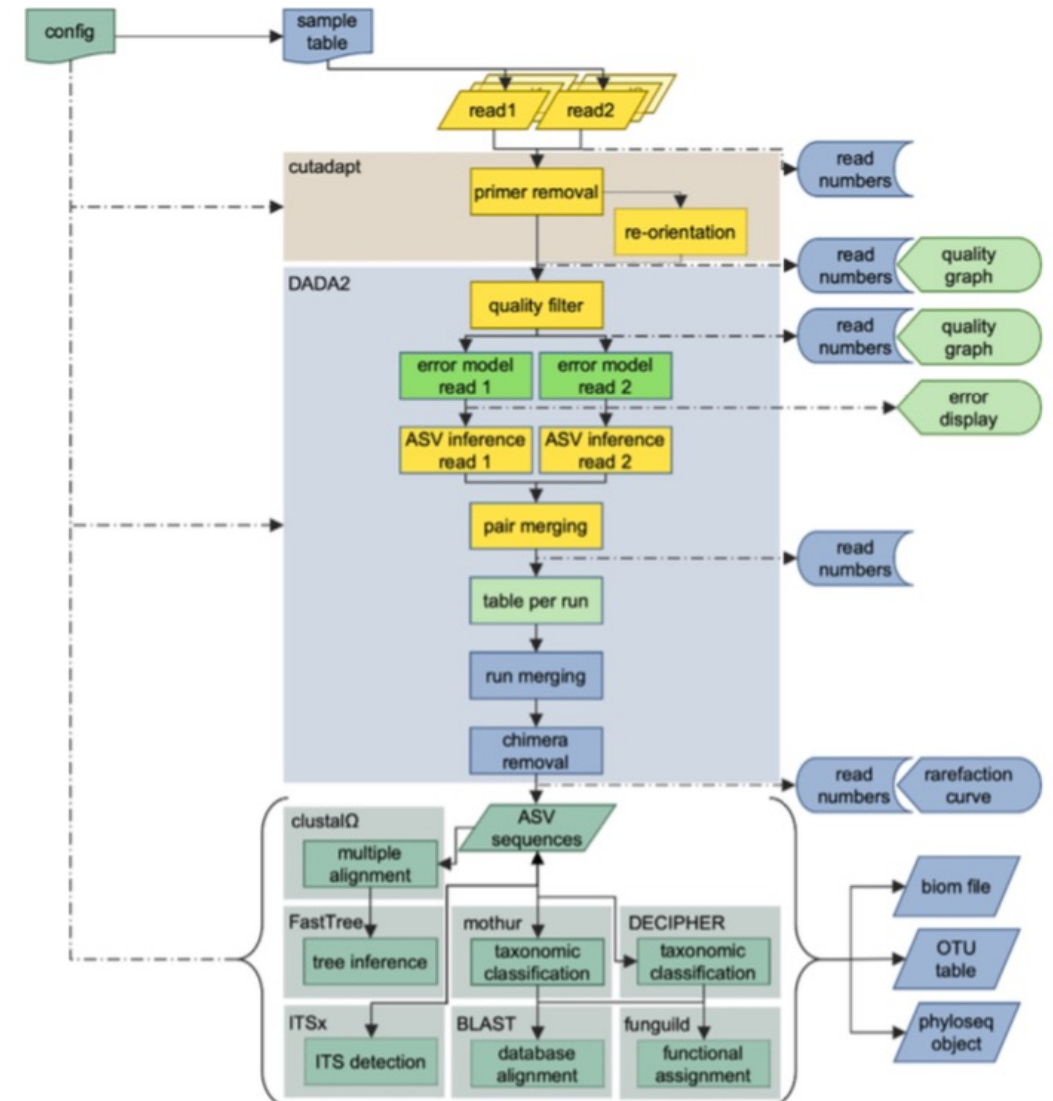 config
sample
table
read1
read2
read
numbers
cutadapt
primer removal
re-orientation
read
numbers
quality
graph
DADA2
quality filter
read
numbers
quality
graph
error model
read 1
error model
read 2
error
display
ASV inference
read 1
ASV inference
read 2
pair merging
read
numbers
table per run
run merging
chimera
removal
read
numbers
rarefaction
curve
ASV
sequences
clustalΩ
multiple
alignment
biom file
FastTree
tree inference
mothur
taxonomic
classification
DECIPHER
taxonomic
classification
OTU
table
ITSx
ITS detection
BLAST
database
alignment
funguild
functional
assignment
phyloseq
object